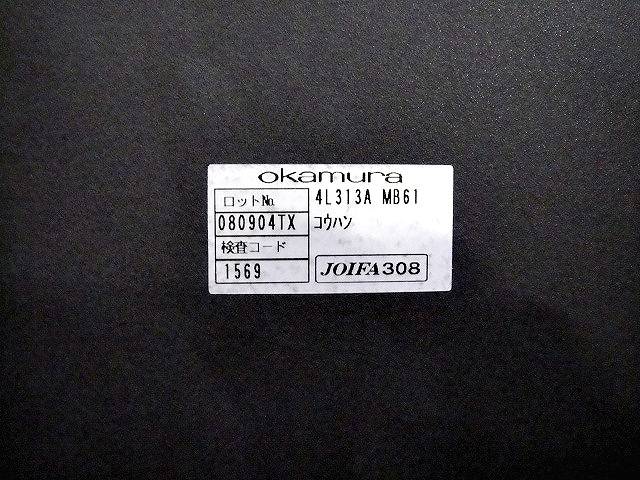 okamura
ロット№
4L313A MB61
080904TX
コウハン
検査コード
1569
JOIFA308